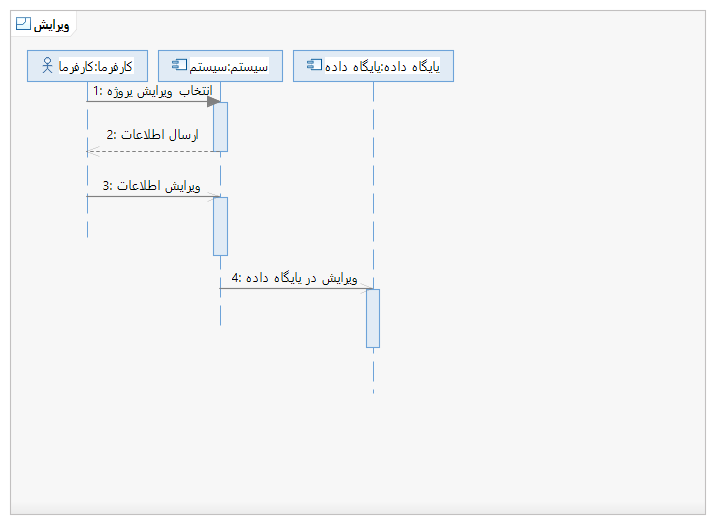 ویرایش
کارفرما:کارفرما
سیستم:سیستم
پایگاه داده:پایگاه داده
1: انتخاب ویرایش پروژه
2: ارسال اطلاعات
3: ویرایش اطلاعات
4: ویرایش در پایگاه داده